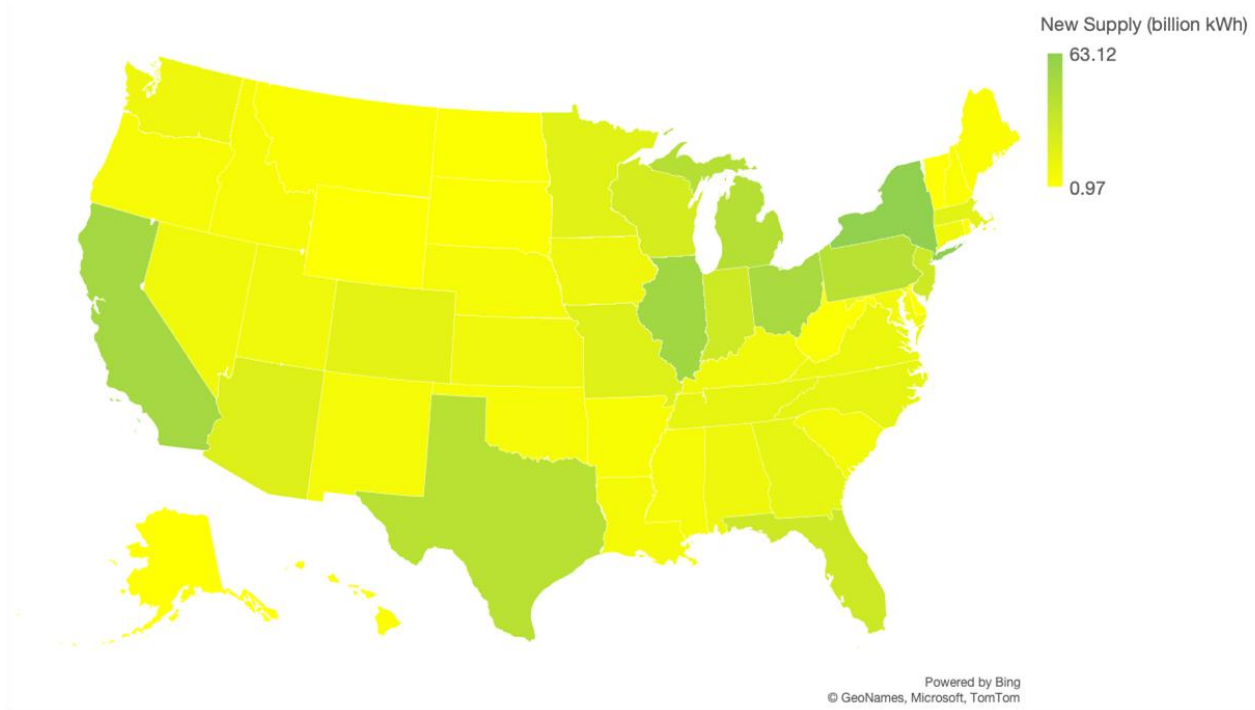 New Supply (billion kWh)
63.12
0.97
Powered by Bing
© GeoNames, Microsoft, TomTom